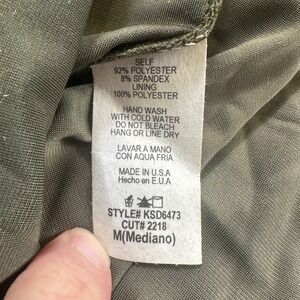 SELF
92% POLYESTER
8% SPANDEX
LINING
100% POLYESTER
HAND WASH
WITH COLD WATER
DO NOT BLEACH
HANG OR LINE DRY
LAVAR A MANO
CON AQUA FRIA
MADE IN U.S.A
Hecho en E.U.A
STYLE# KSD6473
CUT# 2218
M(Mediano)